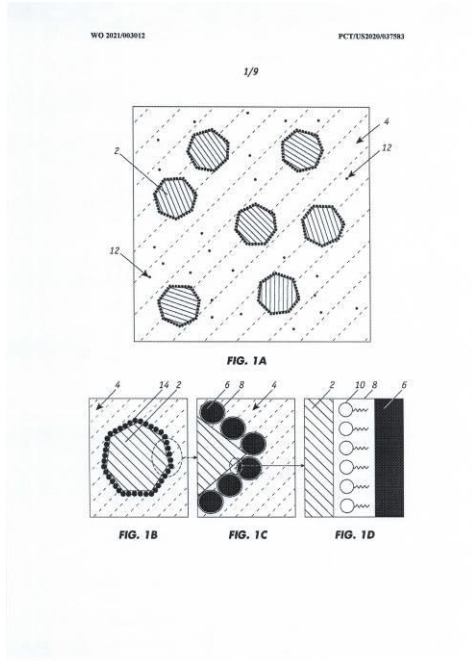 WO 2021/003012 PCT/US2020/037583
1/9
4
2
12
12
FIG. 1A
4 14 2 6 8 4 2 10 8 6
FIG. 1B FIG. 1C FIG. 1D